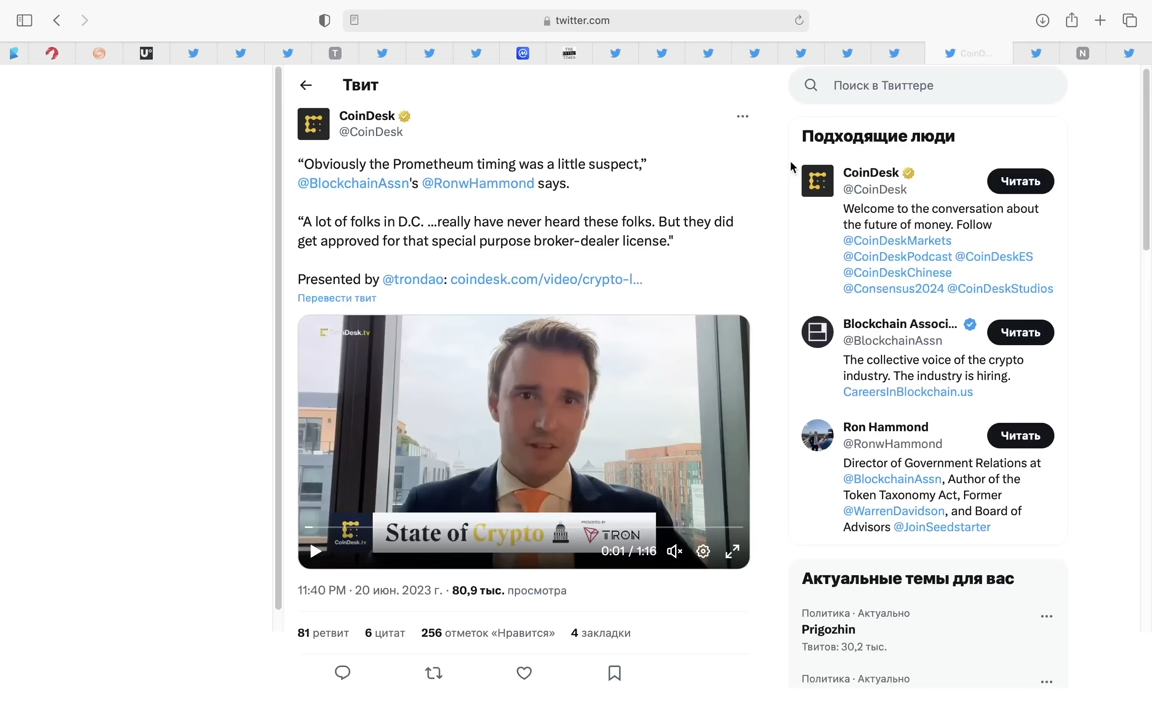 twitter.com
CoinD...
Твит
Поиск в Твиттере
CoinDesk
@CoinDesk
“Obviously the Prometheum timing was a little suspect,”
@BlockchainAssn's @RonwHammond says.
“A lot of folks in D.C. ...really have never heard these folks. But they did
get approved for that special purpose broker-dealer license."
Presented by @trondao: coindesk.com/video/crypto-l...
Перевести твит
CoinDesk.tv
CoinDesk.tv
State of Crypto
PRESENTED BY
TRON
0:01 / 1:16
11:40 PM · 20 июн. 2023 г. · 80,9 тыс. просмотра
81 ретвит 6 цитат 256 отметок «Нравится» 4 закладки
Подходящие люди
CoinDesk
@CoinDesk
Читать
Welcome to the conversation about
the future of money. Follow
@CoinDeskMarkets
@CoinDeskPodcast @CoinDeskES
@CoinDeskChinese
@Consensus2024 @CoinDeskStudios
Blockchain Associ...
@BlockchainAssn
Читать
The collective voice of the crypto
industry. The industry is hiring.
CareersInBlockchain.us
Ron Hammond
@RonwHammond
Читать
Director of Government Relations at
@BlockchainAssn, Author of the
Token Taxonomy Act, Former
@WarrenDavidson, and Board of
Advisors @JoinSeedstarter
Актуальные темы для вас
Политика · Актуально
Prigozhin
Твитов: 30,2 тыс.
Политика · Актуально